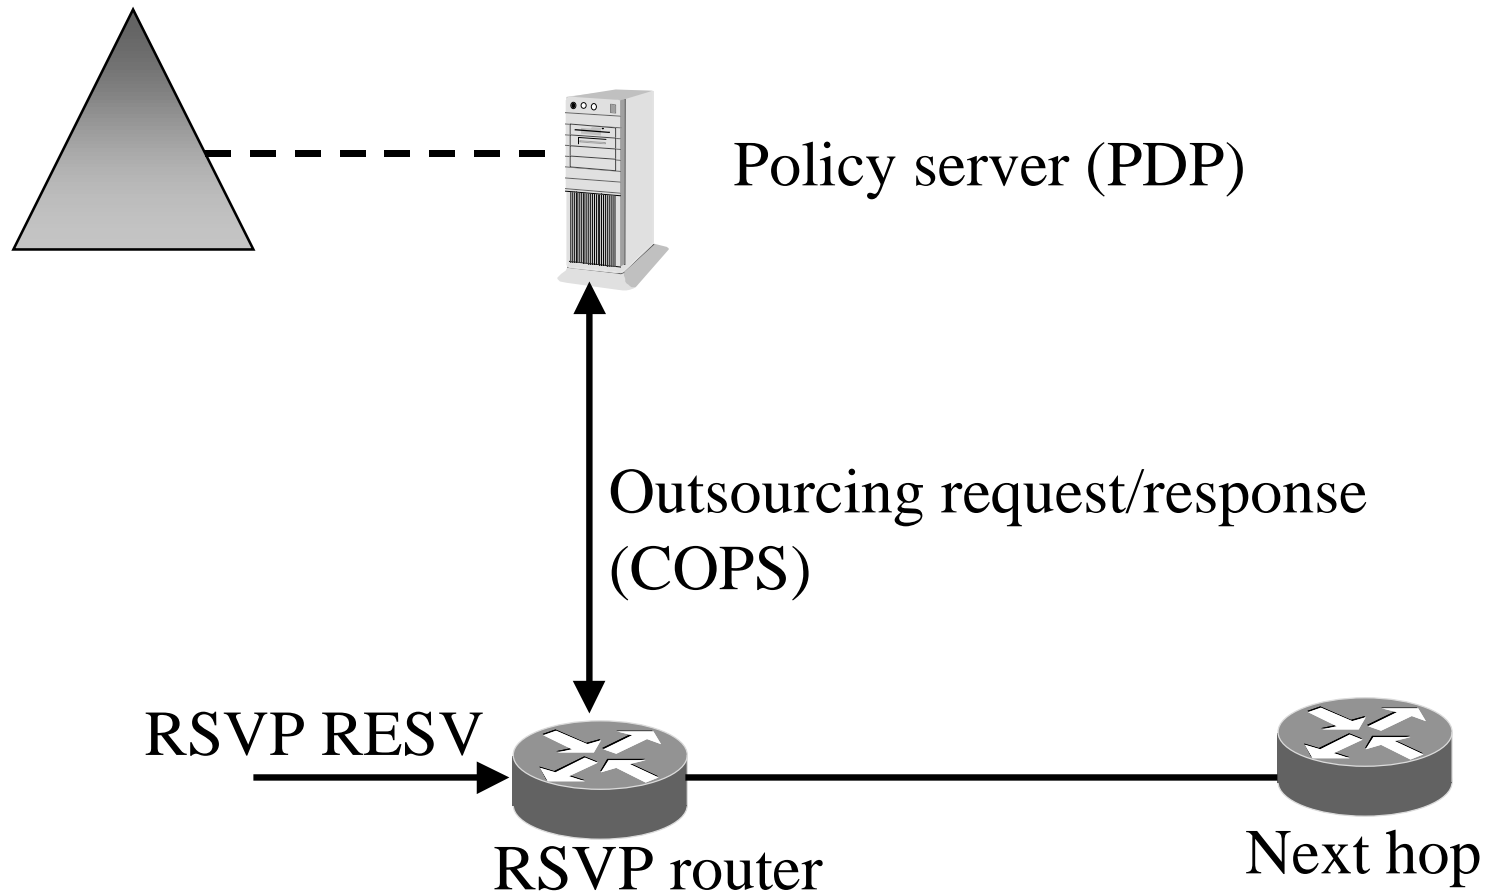 Policy server (PDP)
Outsourcing request/response
(COPS)
RSVP RESV
RSVP router
Next hop